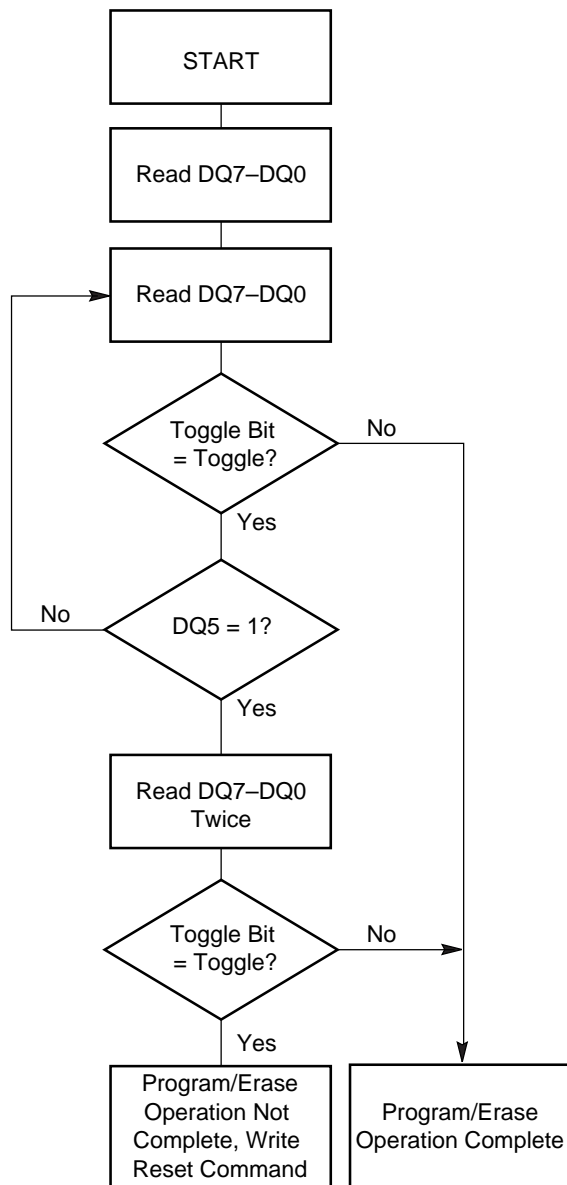 START
Read DQ7–DQ0
Read DQ7–DQ0
Toggle Bit
= Toggle?
No
Yes
No
DQ5 = 1?
Yes
Read DQ7–DQ0
Twice
Toggle Bit
= Toggle?
No
Yes
Program/Erase
Operation Not
Complete, Write
Reset Command
Program/Erase
Operation Complete